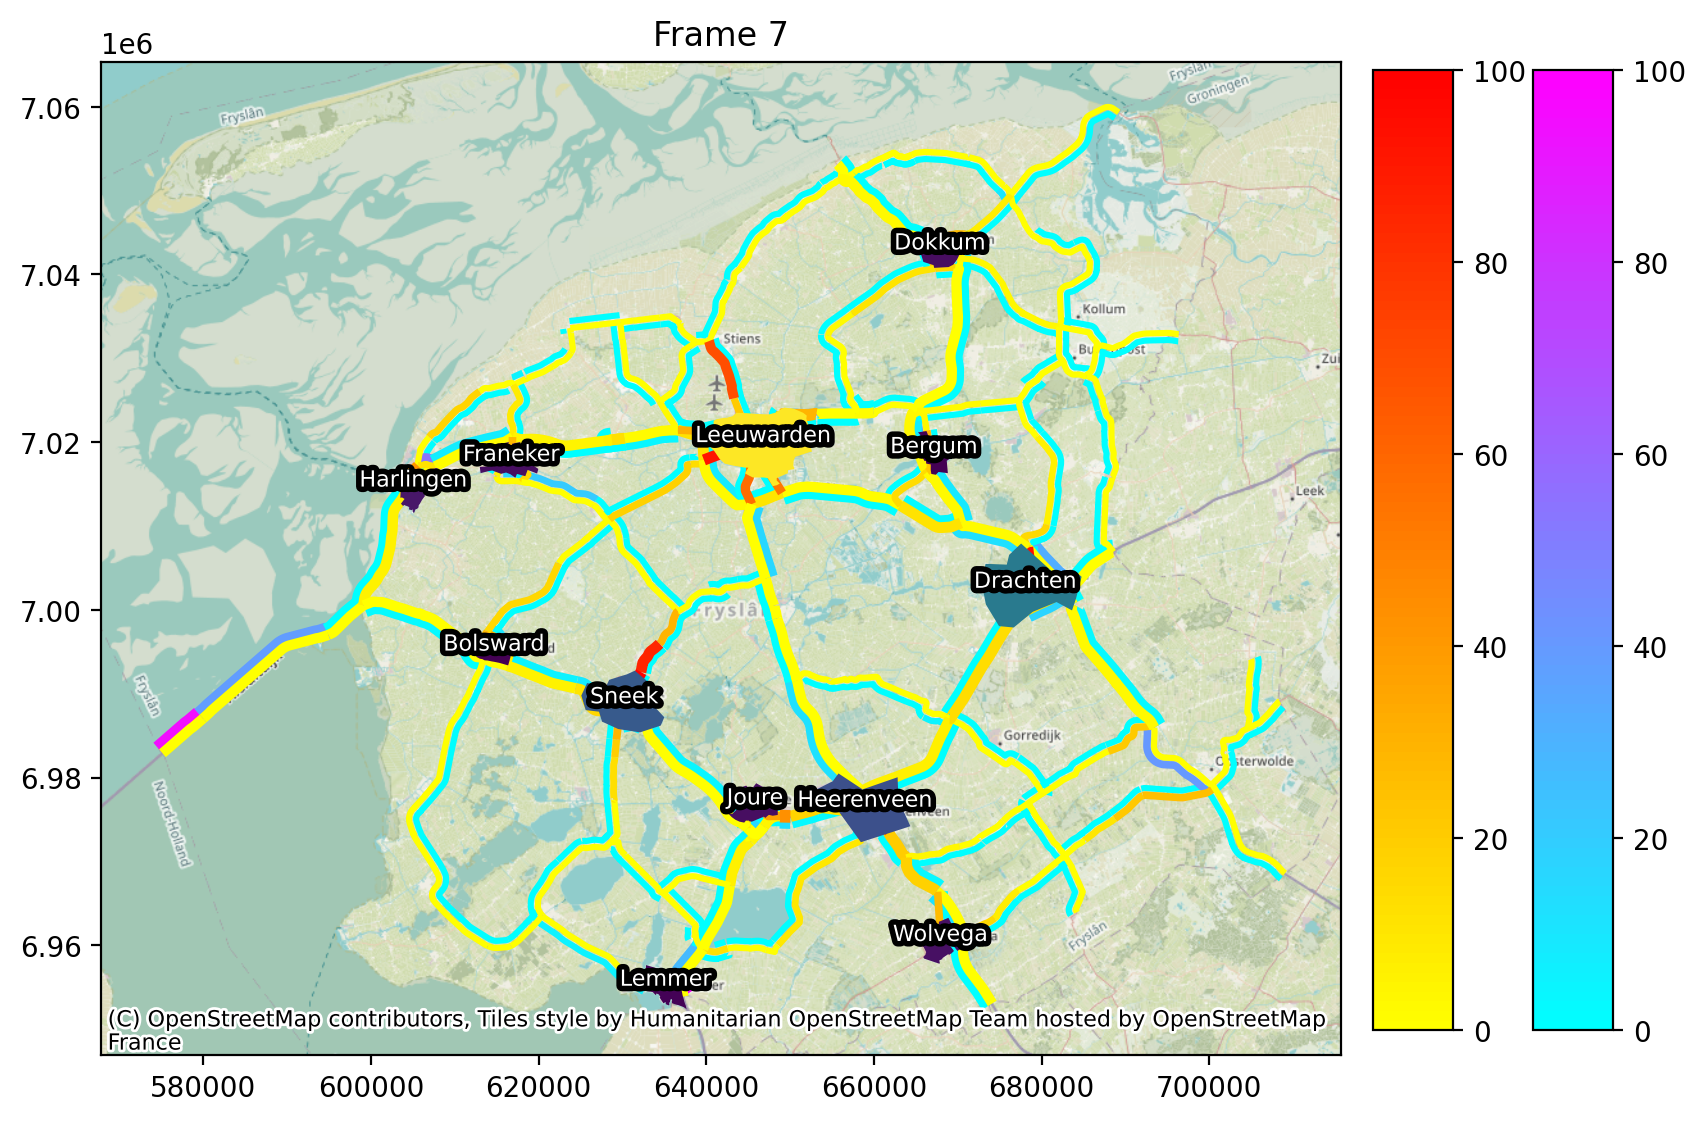 Frame 7
1e6
7.06
7.04
7.02
7.00
6.98
6.96
580000
600000
620000
640000
660000
680000
700000
Fryslân
Fryslân
Groningen
Dokkum
Kollum
Stiens
Leeuwarden
Bergum
Franeker
Harlingen
Leek
Drachten
Fryslân
Bolsward
Sneek
Fryslân
Noord-Holland
Gorredijk
Oosterwolde
Joure
Heerenveen
Wolvega
Fryslân
Lemmer
(C) OpenStreetMap contributors, Tiles style by Humanitarian OpenStreetMap Team hosted by OpenStreetMap
France
100
80
60
40
20
0
100
80
60
40
20
0